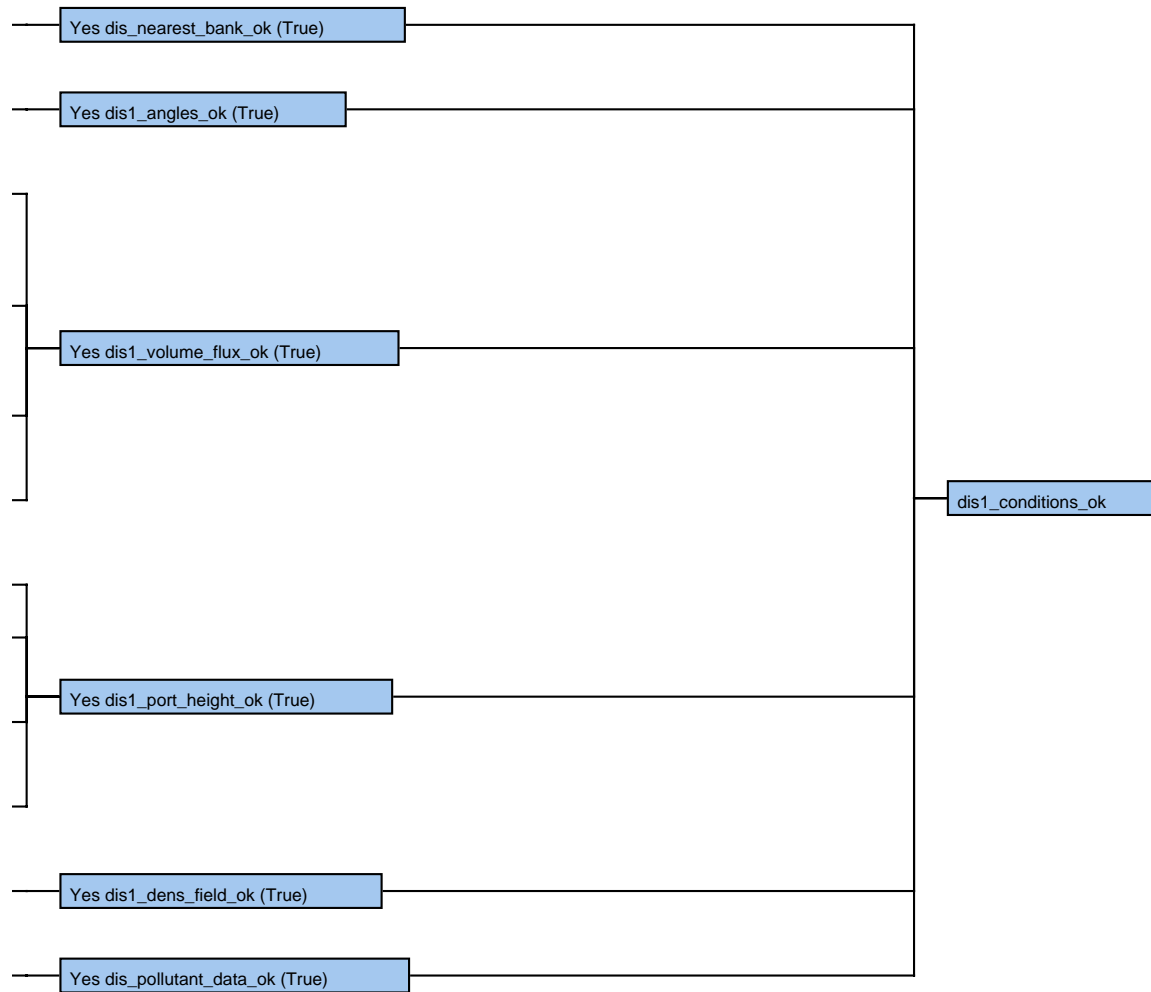 Yes dis_nearest_bank_ok (True)
Yes dis1_angles_ok (True)
Yes dis1_volume_flux_ok (True)
dis1_conditions_ok
Yes dis1_port_height_ok (True)
Yes dis1_dens_field_ok (True)
Yes dis_pollutant_data_ok (True)